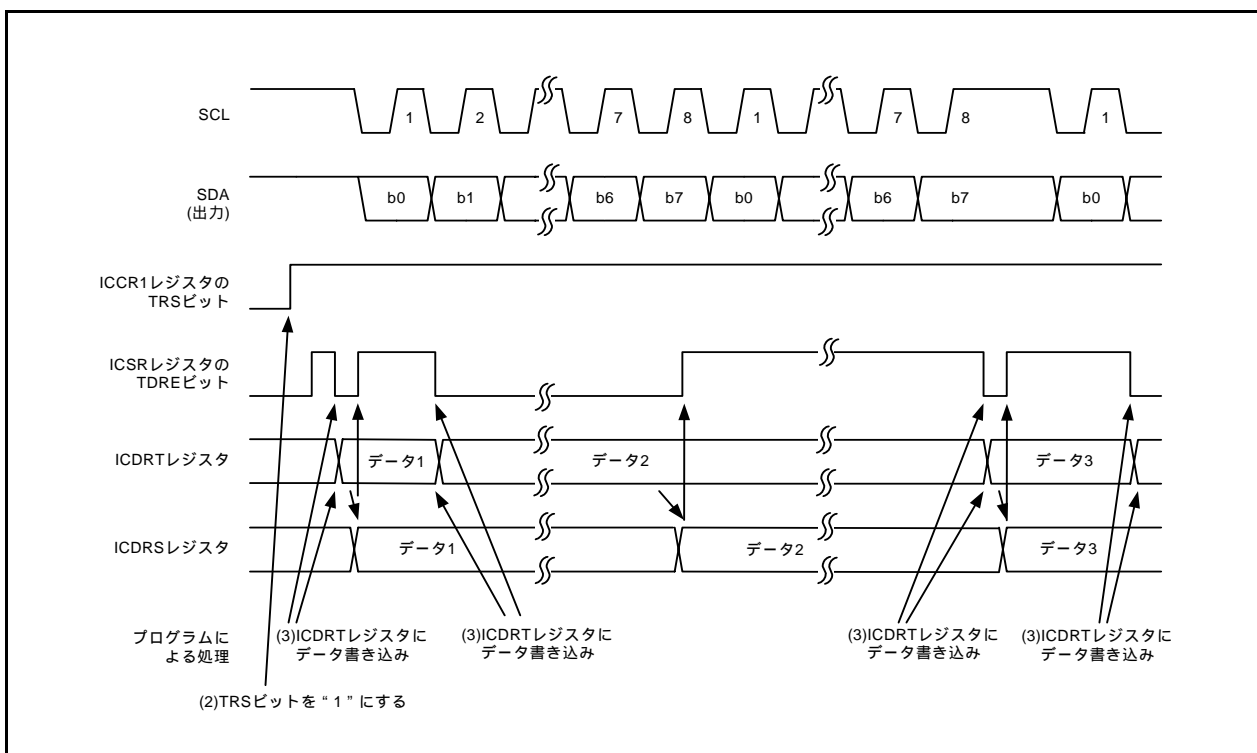 SCL
1 2 7 8 1 7 8 1
SDA
(出力)
b0 b1 b6 b7 b0 b6 b7 b0
ICCR1レジスタの
TRSビット
ICSRレジスタの
TDREビット
ICDRTレジスタ
データ1 データ2 データ3
ICDRSレジスタ
データ1 データ2 データ3
プログラムに
よる処理
(3)ICDRTレジスタに
データ書き込み
(3)ICDRTレジスタに
データ書き込み
(3)ICDRTレジスタに
データ書き込み
(3)ICDRTレジスタに
データ書き込み
(2)TRSビットを“1”にする